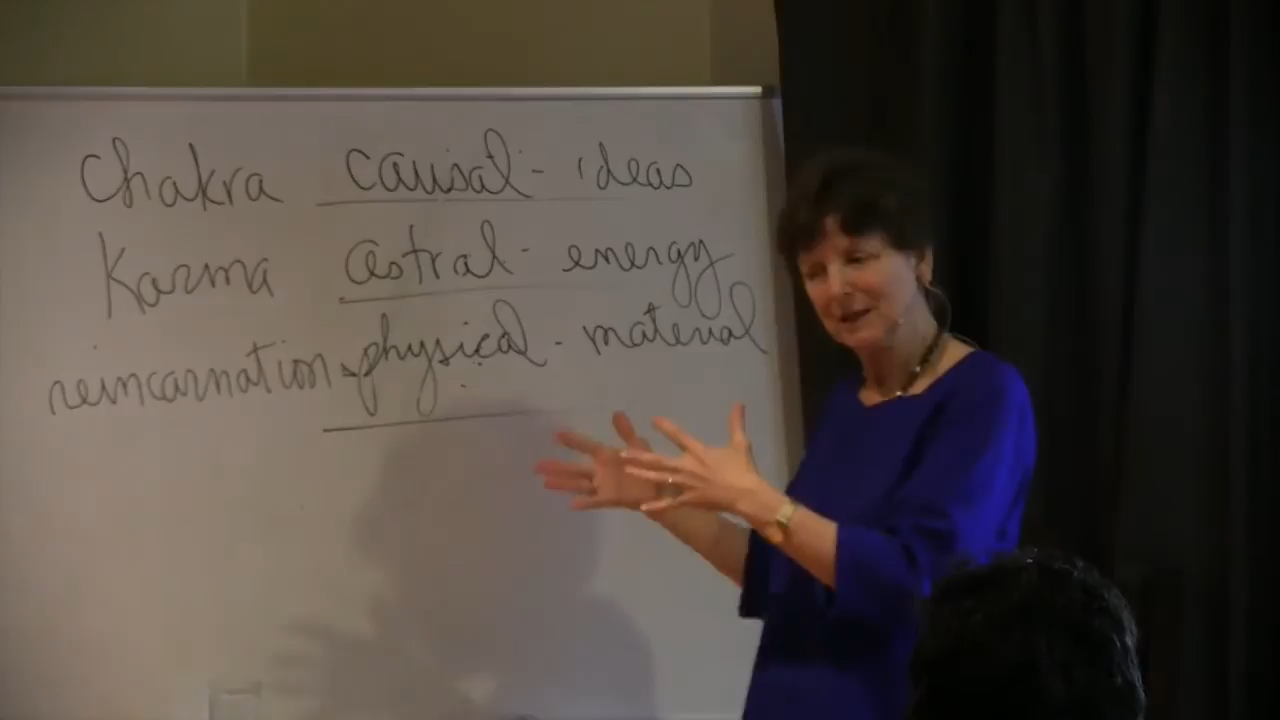 Chakra causal - ideas
Karma astral - energy
reincarnation physical - material